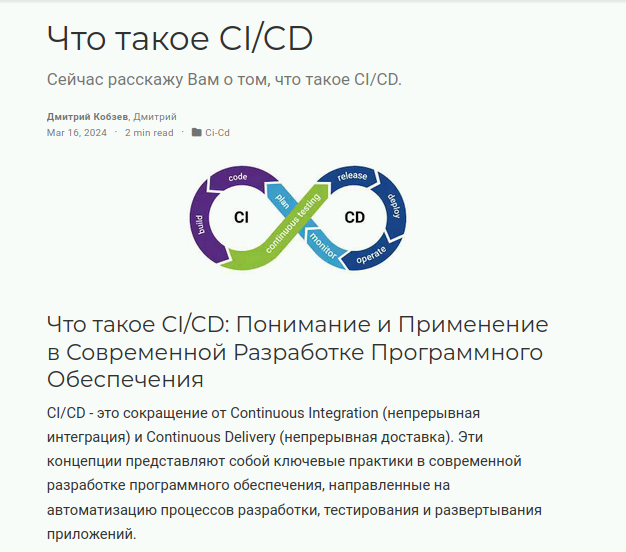 Что такое CI/CD
Сейчас расскажу Вам о том, что такое CI/CD.
Дмитрий Кобзев, Дмитрий
Mar 16, 2024 · 2 min read · Ci-Cd
code
build
CI
plan
continuous testing
release
deploy
CD
operate
monitor
Что такое CI/CD: Понимание и Применение
в Современной Разработке Программного
Обеспечения
CI/CD - это сокращение от Continuous Integration (непрерывная
интеграция) и Continuous Delivery (непрерывная доставка). Эти
концепции представляют собой ключевые практики в современной
разработке программного обеспечения, направленные на
автоматизацию процессов разработки, тестирования и развертывания
приложений.